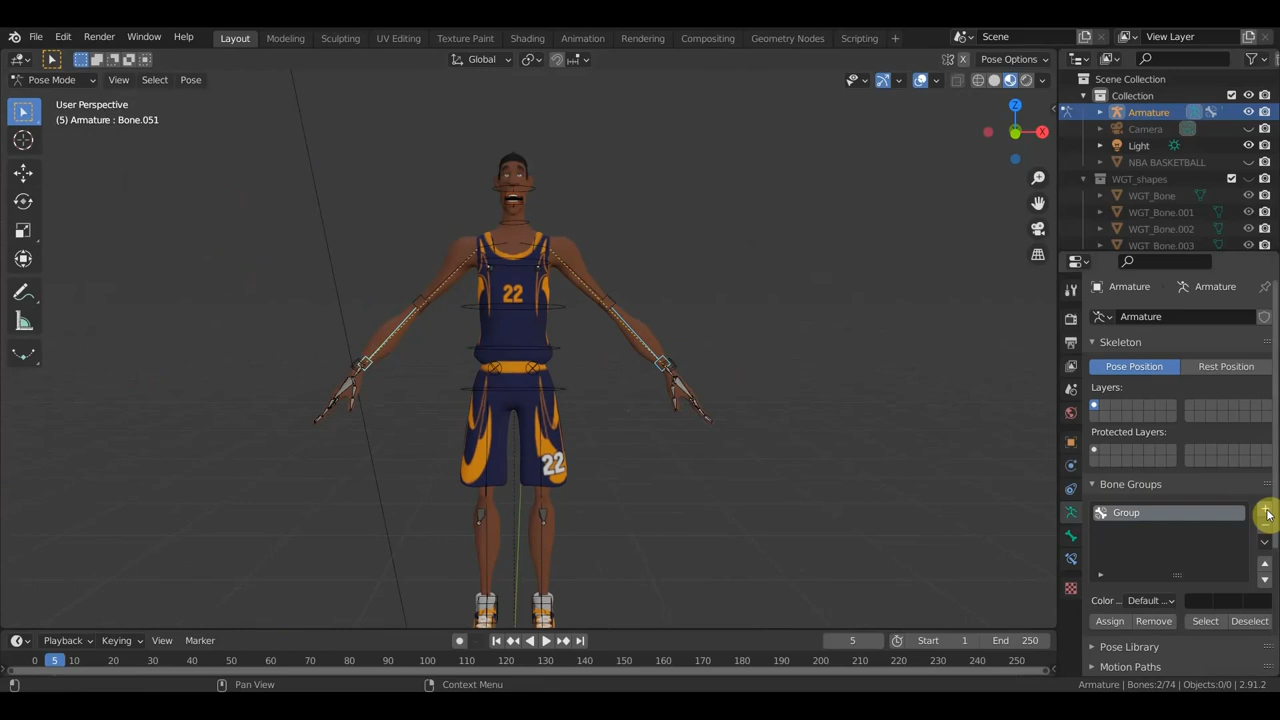 File Edit Render Window Help Layout Modeling Sculpting UV Editing Texture Paint Shading Animation Rendering Compositing Geometry Nodes Scripting + Scene View Layer
Global X Pose Options
Pose Mode View Select Pose
User Perspective
(5) Armature : Bone.051
Z
X
Scene Collection
Collection
Armature
Camera
Light
NBA BASKETBALL
WGT_shapes
WGT_Bone
WGT_Bone.001
WGT_Bone.002
WGT_Bone.003
Armature Armature
Armature
Skeleton
Pose Position Rest Position
Layers:
Protected Layers:
Bone Groups
Group
Color ... Default ...
Assign Remove Select Deselect
Pose Library
Motion Paths
22
22
Playback Keying View Marker 5 Start 1 End 250
0 5 10 20 30 40 50 60 70 80 90 100 110 120 130 140 150 160 170 180 190 200 210 220 230 240 250
Pan View Context Menu Armature | Bones:2/74 | Objects:0/0 | 2.91.2